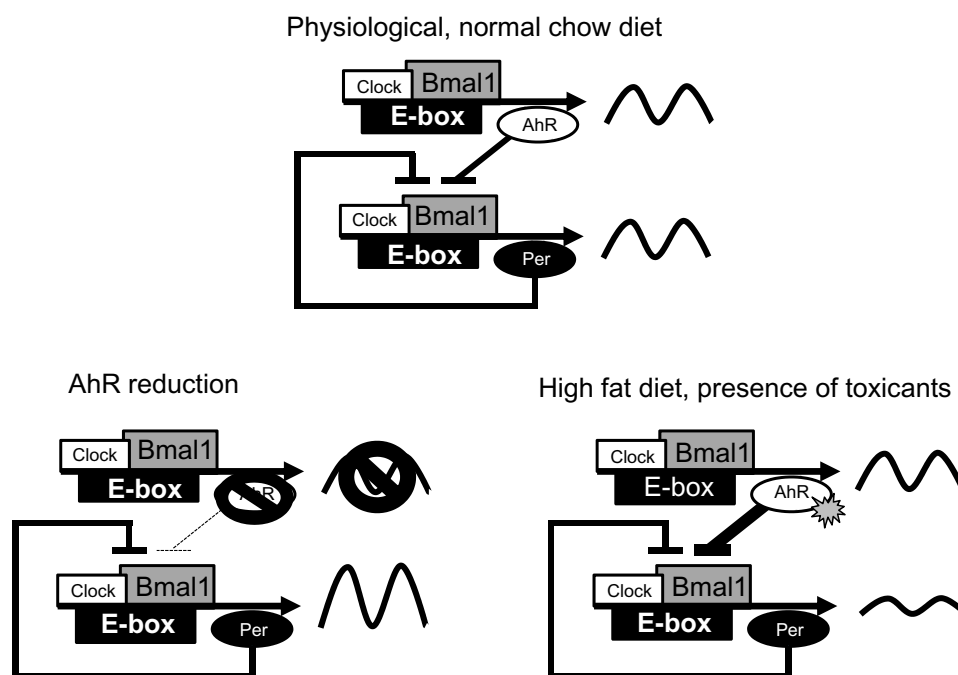 Physiological, normal chow diet
Clock Bmal1
E-box
AhR
Clock Bmal1
E-box
Per
AhR reduction
Clock Bmal1
E-box
AhR
Clock Bmal1
E-box
Per
High fat diet, presence of toxicants
Clock Bmal1
E-box
AhR
Clock Bmal1
E-box
Per